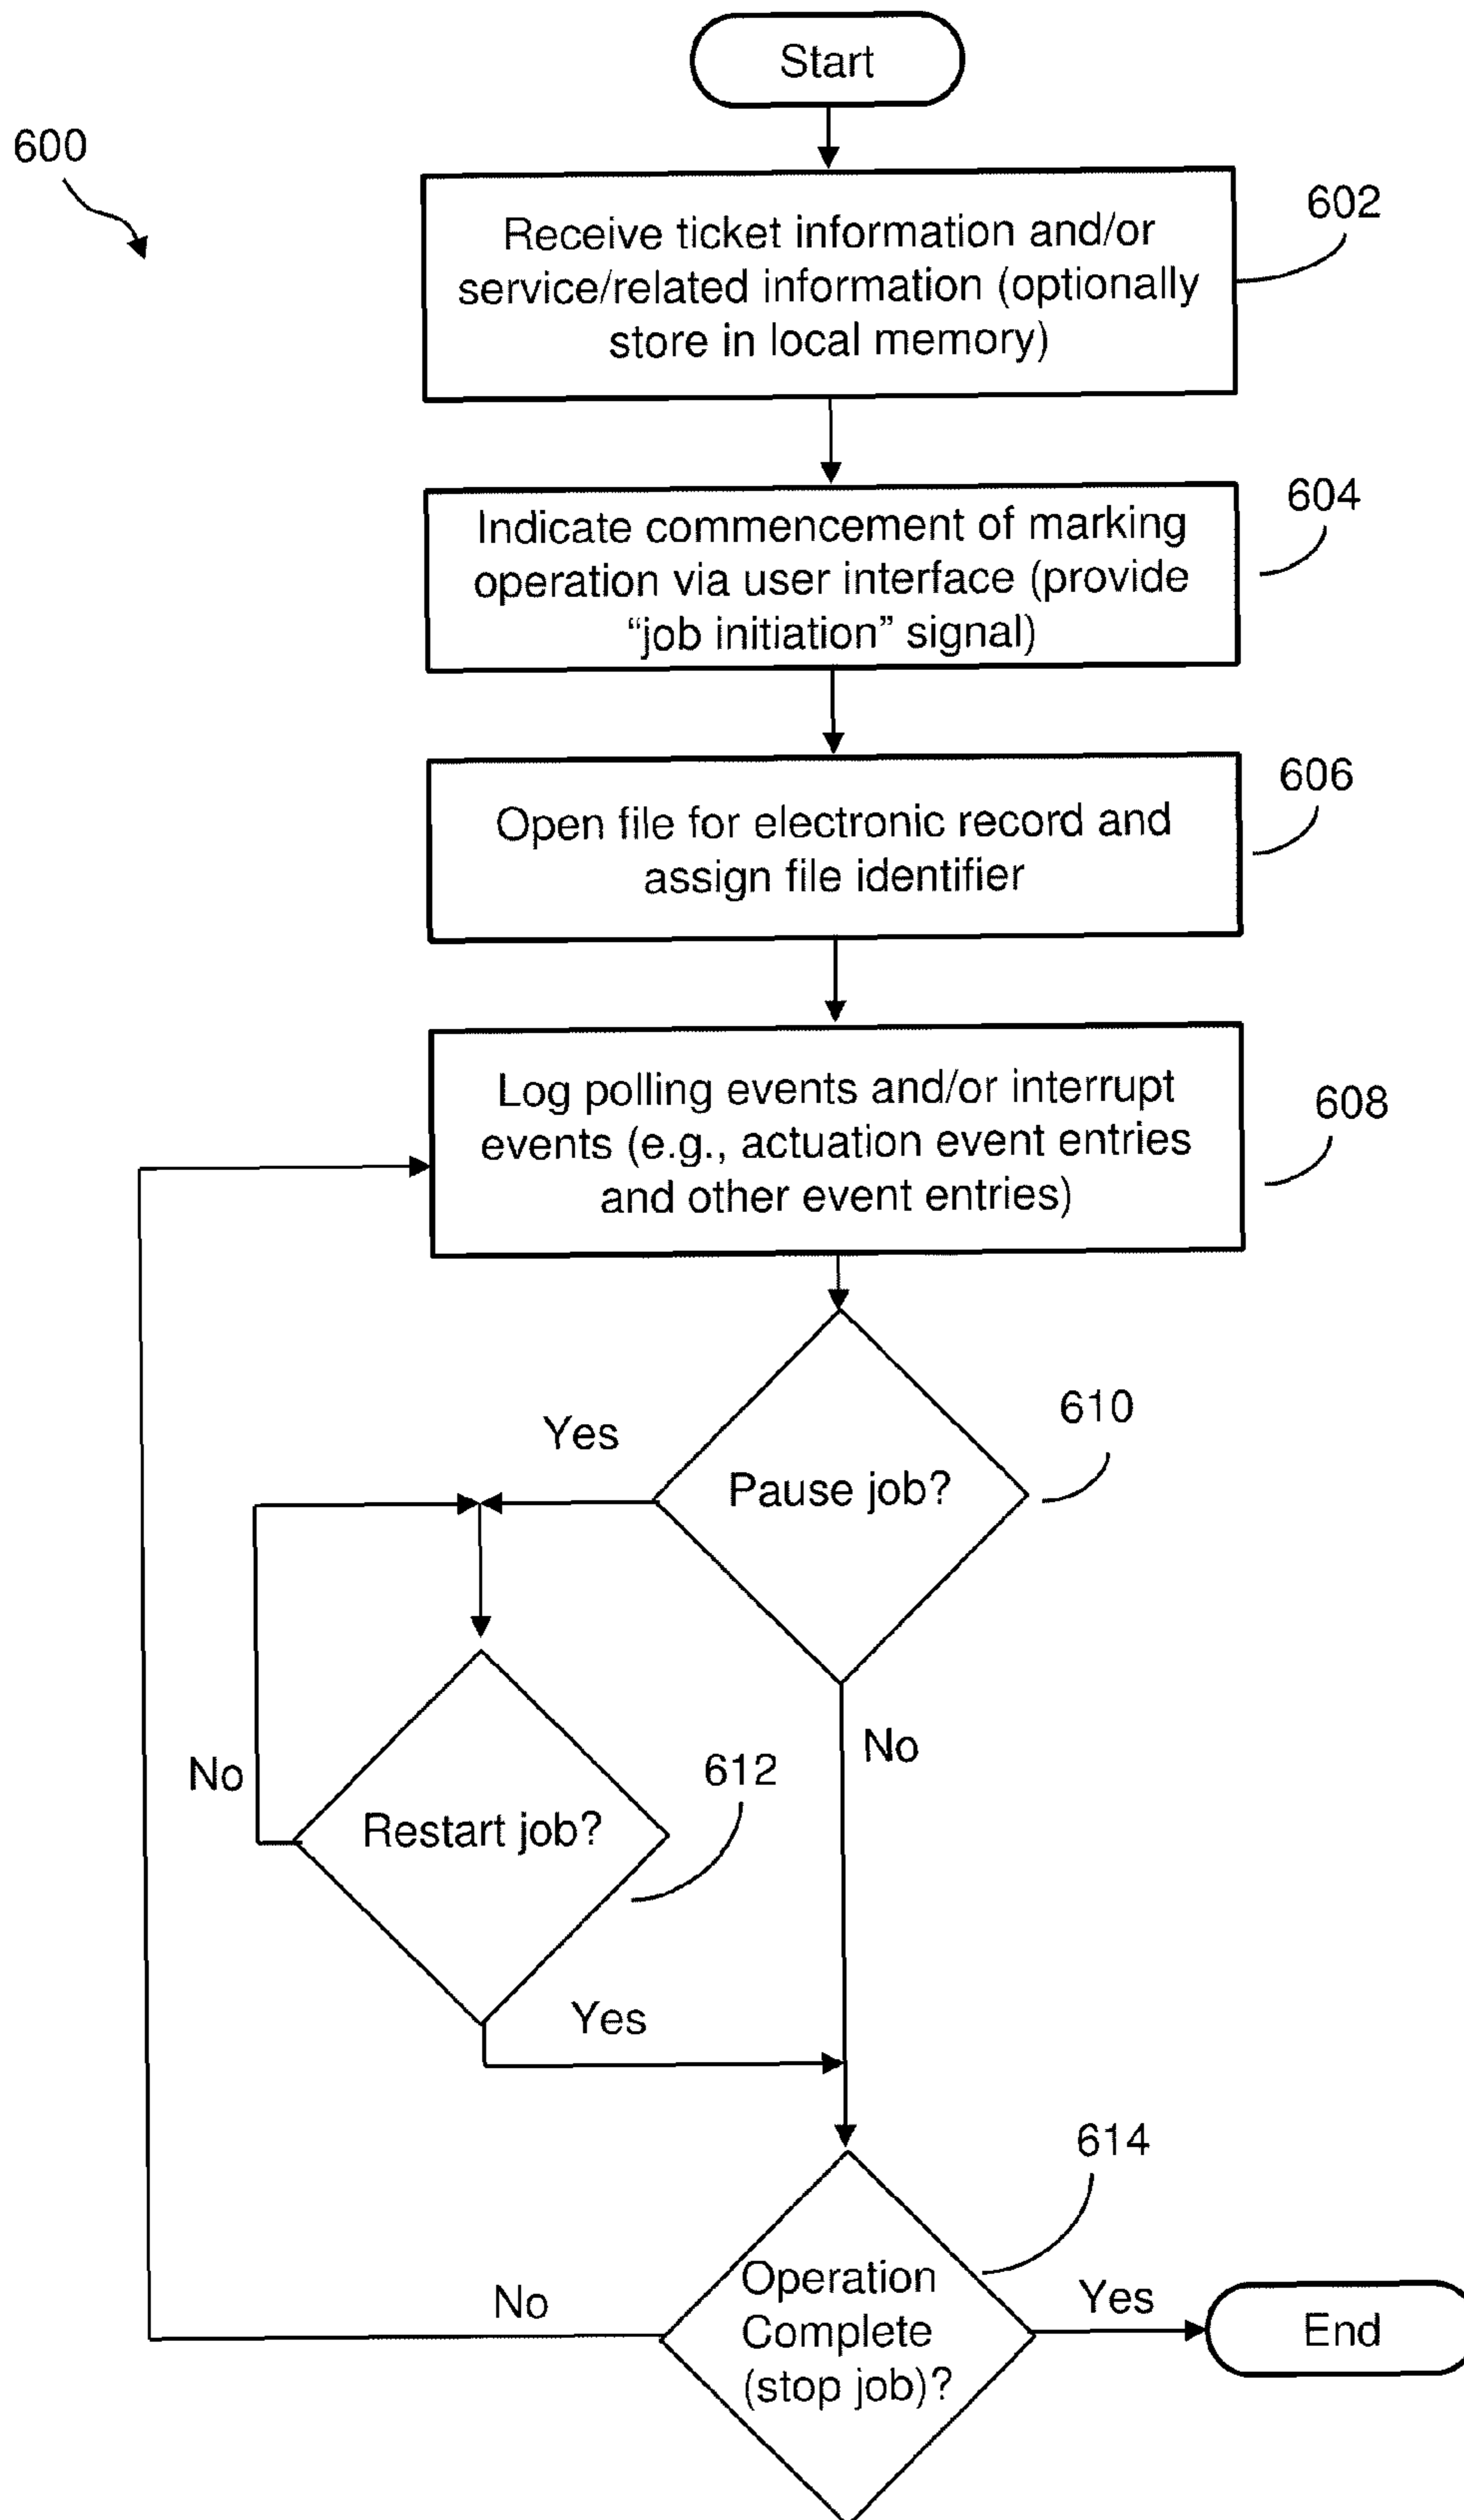 Start
600
602
Receive ticket information and/or
service/related information (optionally
store in local memory)
604
Indicate commencement of marking
operation via user interface (provide
“job initiation” signal)
606
Open file for electronic record and
assign file identifier
608
Log polling events and/or interrupt
events (e.g., actuation event entries
and other event entries)
610
Yes
Pause job?
No
612
No
Restart job?
Yes
614
Operation
Complete
(stop job)?
No
Yes
End